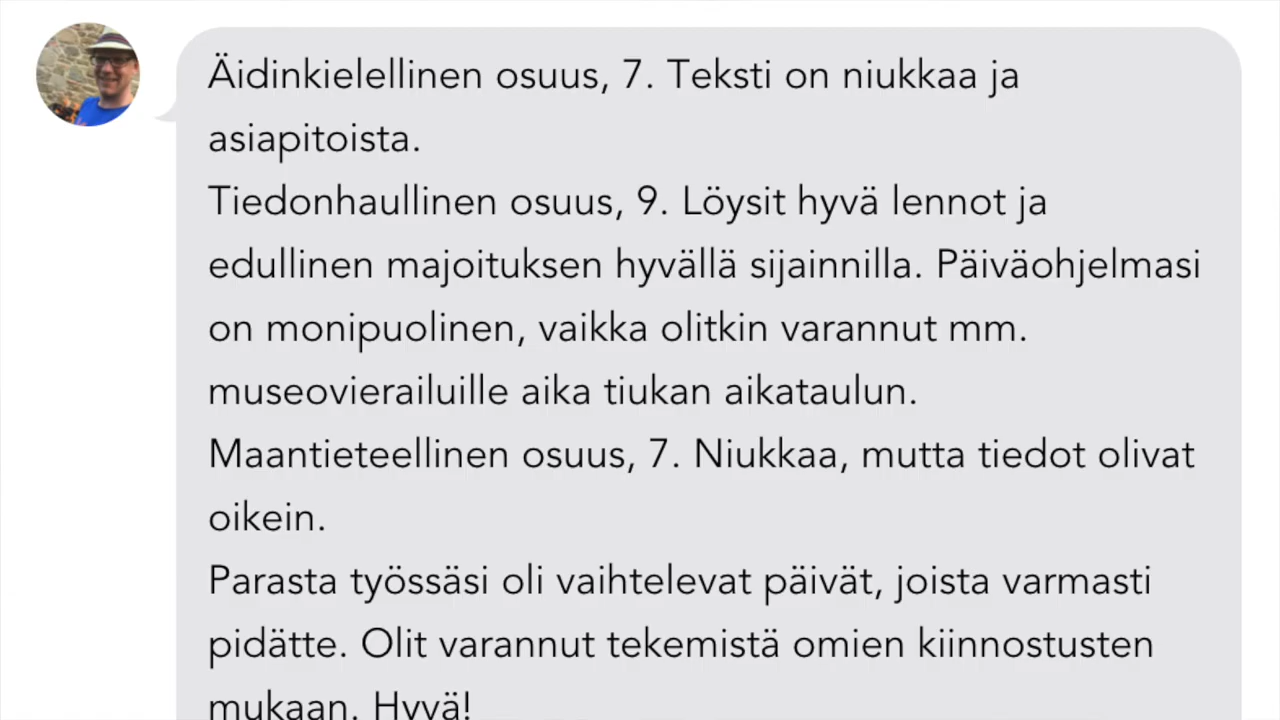 Äidinkielellinen osuus, 7. Teksti on niukkaa ja
asiapitoista.
Tiedonhaullinen osuus, 9. Löysit hyvä lennot ja
edullinen majoituksen hyvällä sijainnilla. Päiväohjelmasi
on monipuolinen, vaikka olitkin varannut mm.
museovierailuille aika tiukan aikataulun.
Maantieteellinen osuus, 7. Niukkaa, mutta tiedot olivat
oikein.
Parasta työssäsi oli vaihtelevat päivät, joista varmasti
pidätte. Olit varannut tekemistä omien kiinnostusten
mukaan. Hyvä!